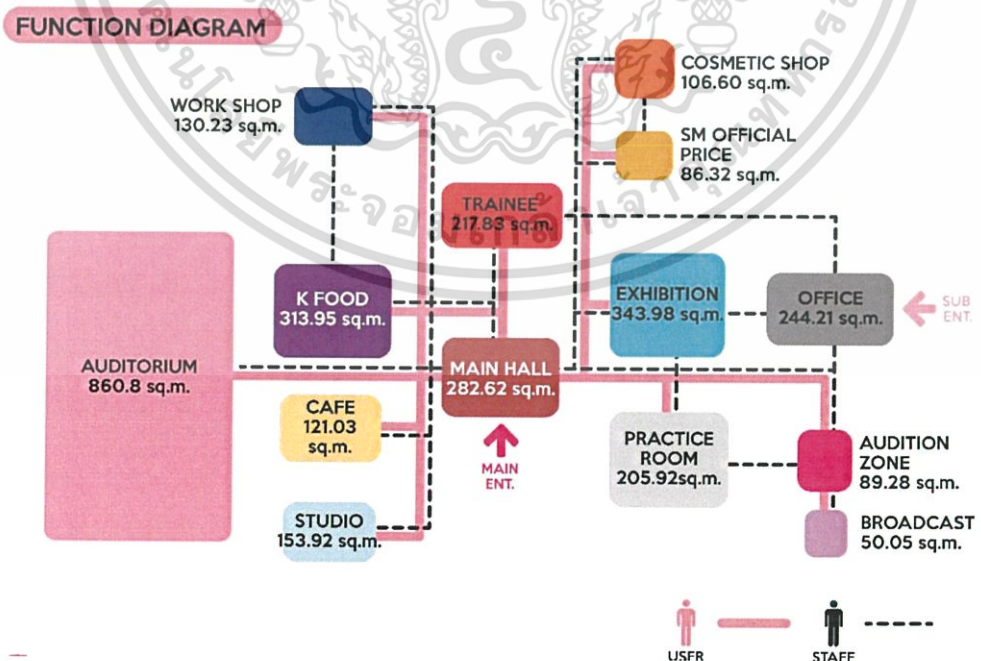 FUNCTION DIAGRAM
WORK SHOP
130.23 sq.m.
COSMETIC SHOP
106.60 sq.m.
SM OFFICIAL
PRICE
86.32 sq.m.
TRAINEE
217.83 sq.m.
K FOOD
313.95 sq.m.
EXHIBITION
343.98 sq.m.
OFFICE
244.21 sq.m.
SUB
ENT.
AUDITORIUM
860.8 sq.m.
MAIN HALL
282.62 sq.m.
CAFE
121.03
sq.m.
MAIN
ENT.
PRACTICE
ROOM
205.92sq.m.
AUDITION
ZONE
89.28 sq.m.
STUDIO
153.92 sq.m.
BROADCAST
50.05 sq.m.
USER
STAFF